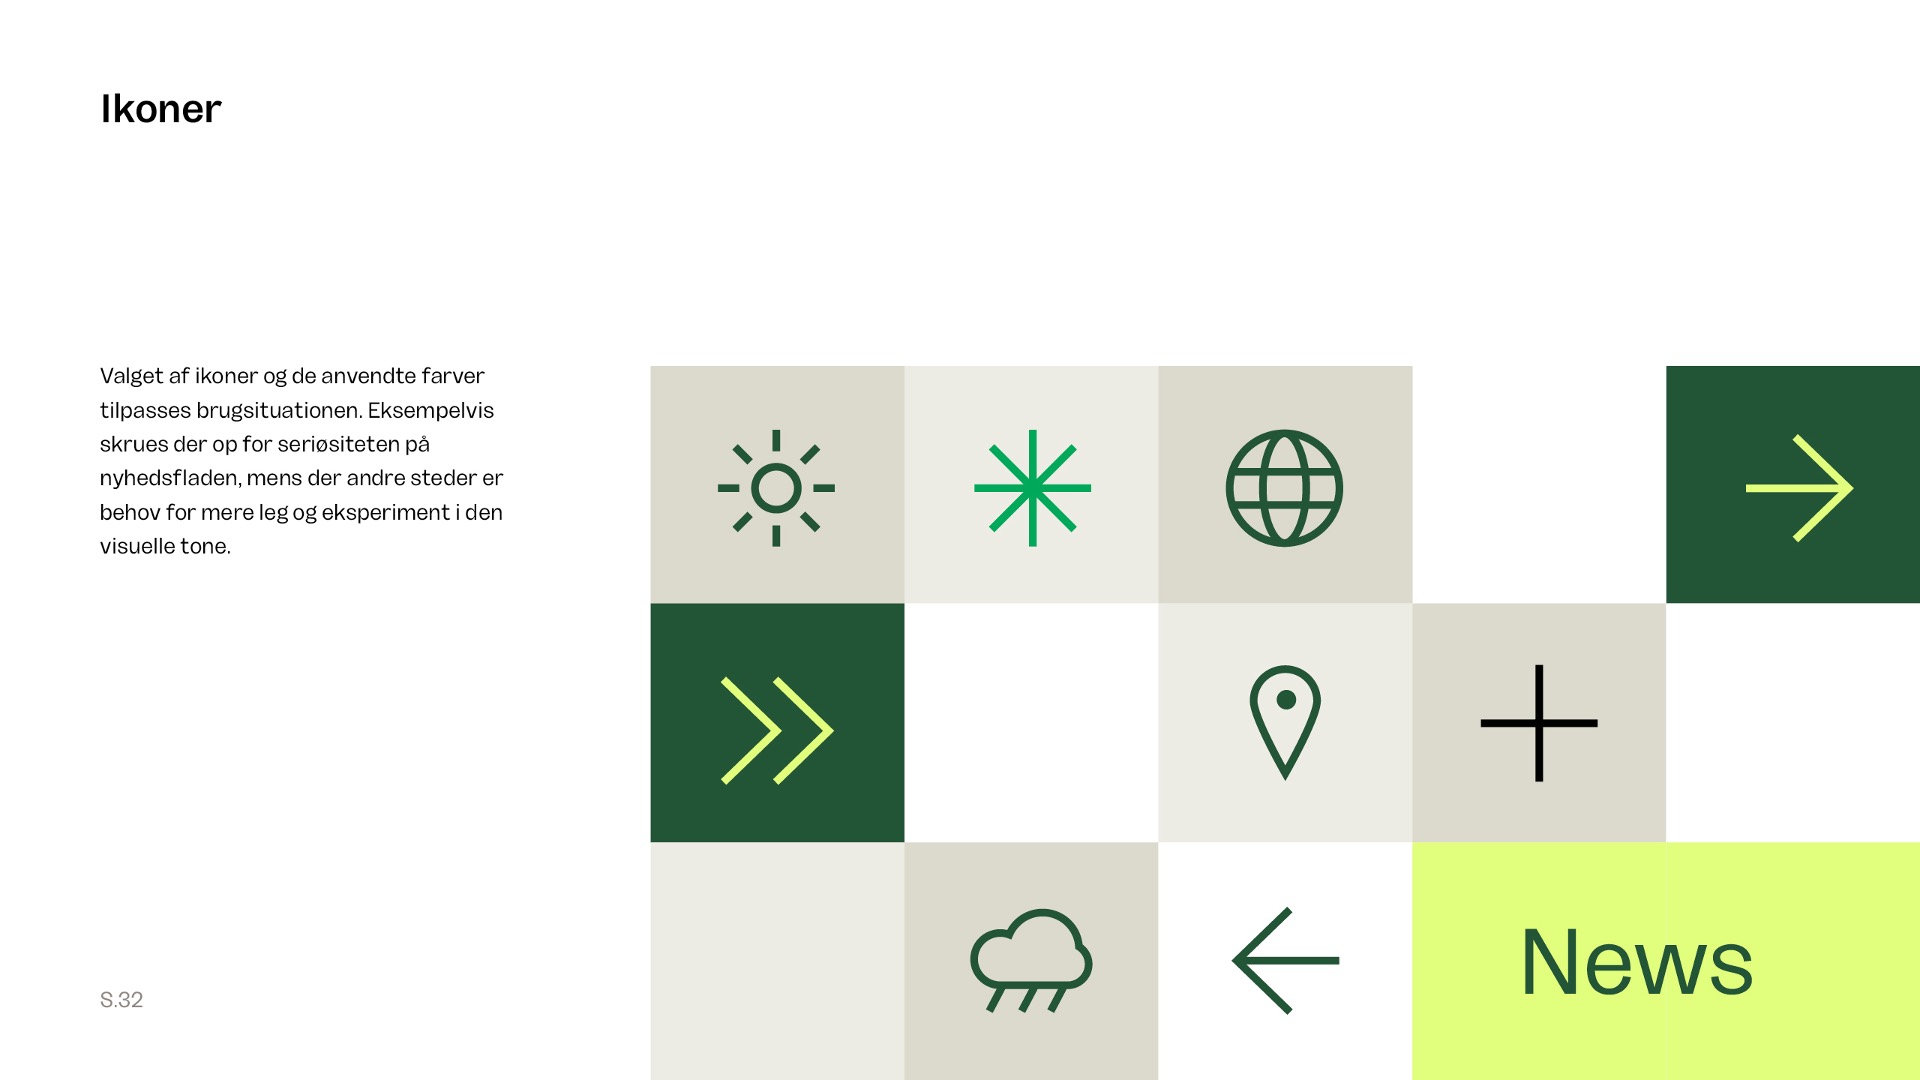 Ikoner
Valget af ikoner og de anvendte farver
tilpasses brugsituationen. Eksempelvis
skrues der op for seriøsiteten på
nyhedsfladen, mens der andre steder er
behov for mere leg og eksperiment i den
visuelle tone.
News
S.32